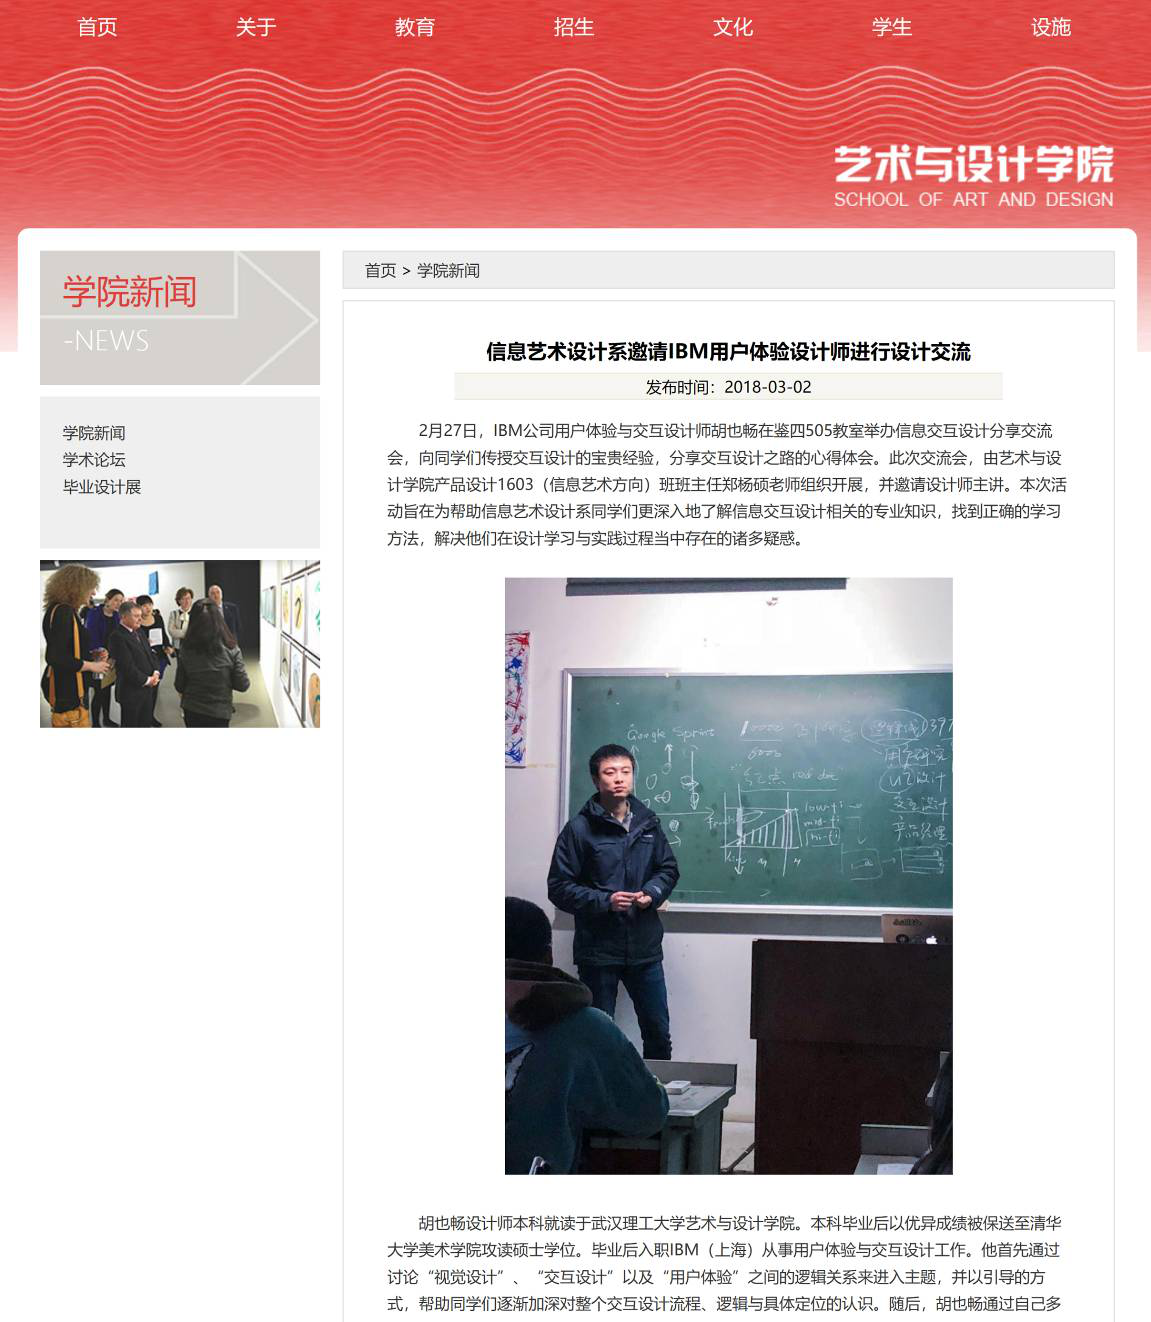 首页 关于 教育 招生 文化 学生 设施
艺术与设计学院
SCHOOL OF ART AND DESIGN
学院新闻
-NEWS
学院新闻
学术论坛
毕业设计展
首页 > 学院新闻
信息艺术设计系邀请IBM用户体验设计师进行设计交流
发布时间：2018-03-02
2月27日，IBM公司用户体验与交互设计师胡也畅在鉴四505教室举办信息交互设计分享交流
会，向同学们传授交互设计的宝贵经验，分享交互设计之路的心得体会。此次交流会，由艺术与设
计学院产品设计1603（信息艺术方向）班班主任郑杨硕老师组织开展，并邀请设计师主讲。本次活
动旨在为帮助信息艺术设计系同学们更深入地了解信息交互设计相关的专业知识，找到正确的学习
方法，解决他们在设计学习与实践过程当中存在的诸多疑惑。
Google Sprint
红点 red dot
用户研究
交互设计
产品经理
low-fi
mid-fi
hi-fi
胡也畅设计师本科就读于武汉理工大学艺术与设计学院。本科毕业后以优异成绩被保送至清华
大学美术学院攻读硕士学位。毕业后入职IBM（上海）从事用户体验与交互设计工作。他首先通过
讨论“视觉设计”、“交互设计”以及“用户体验”之间的逻辑关系来进入主题，并以引导的方
式，帮助同学们逐渐加深对整个交互设计流程、逻辑与具体定位的认识。随后，胡也畅通过自己多